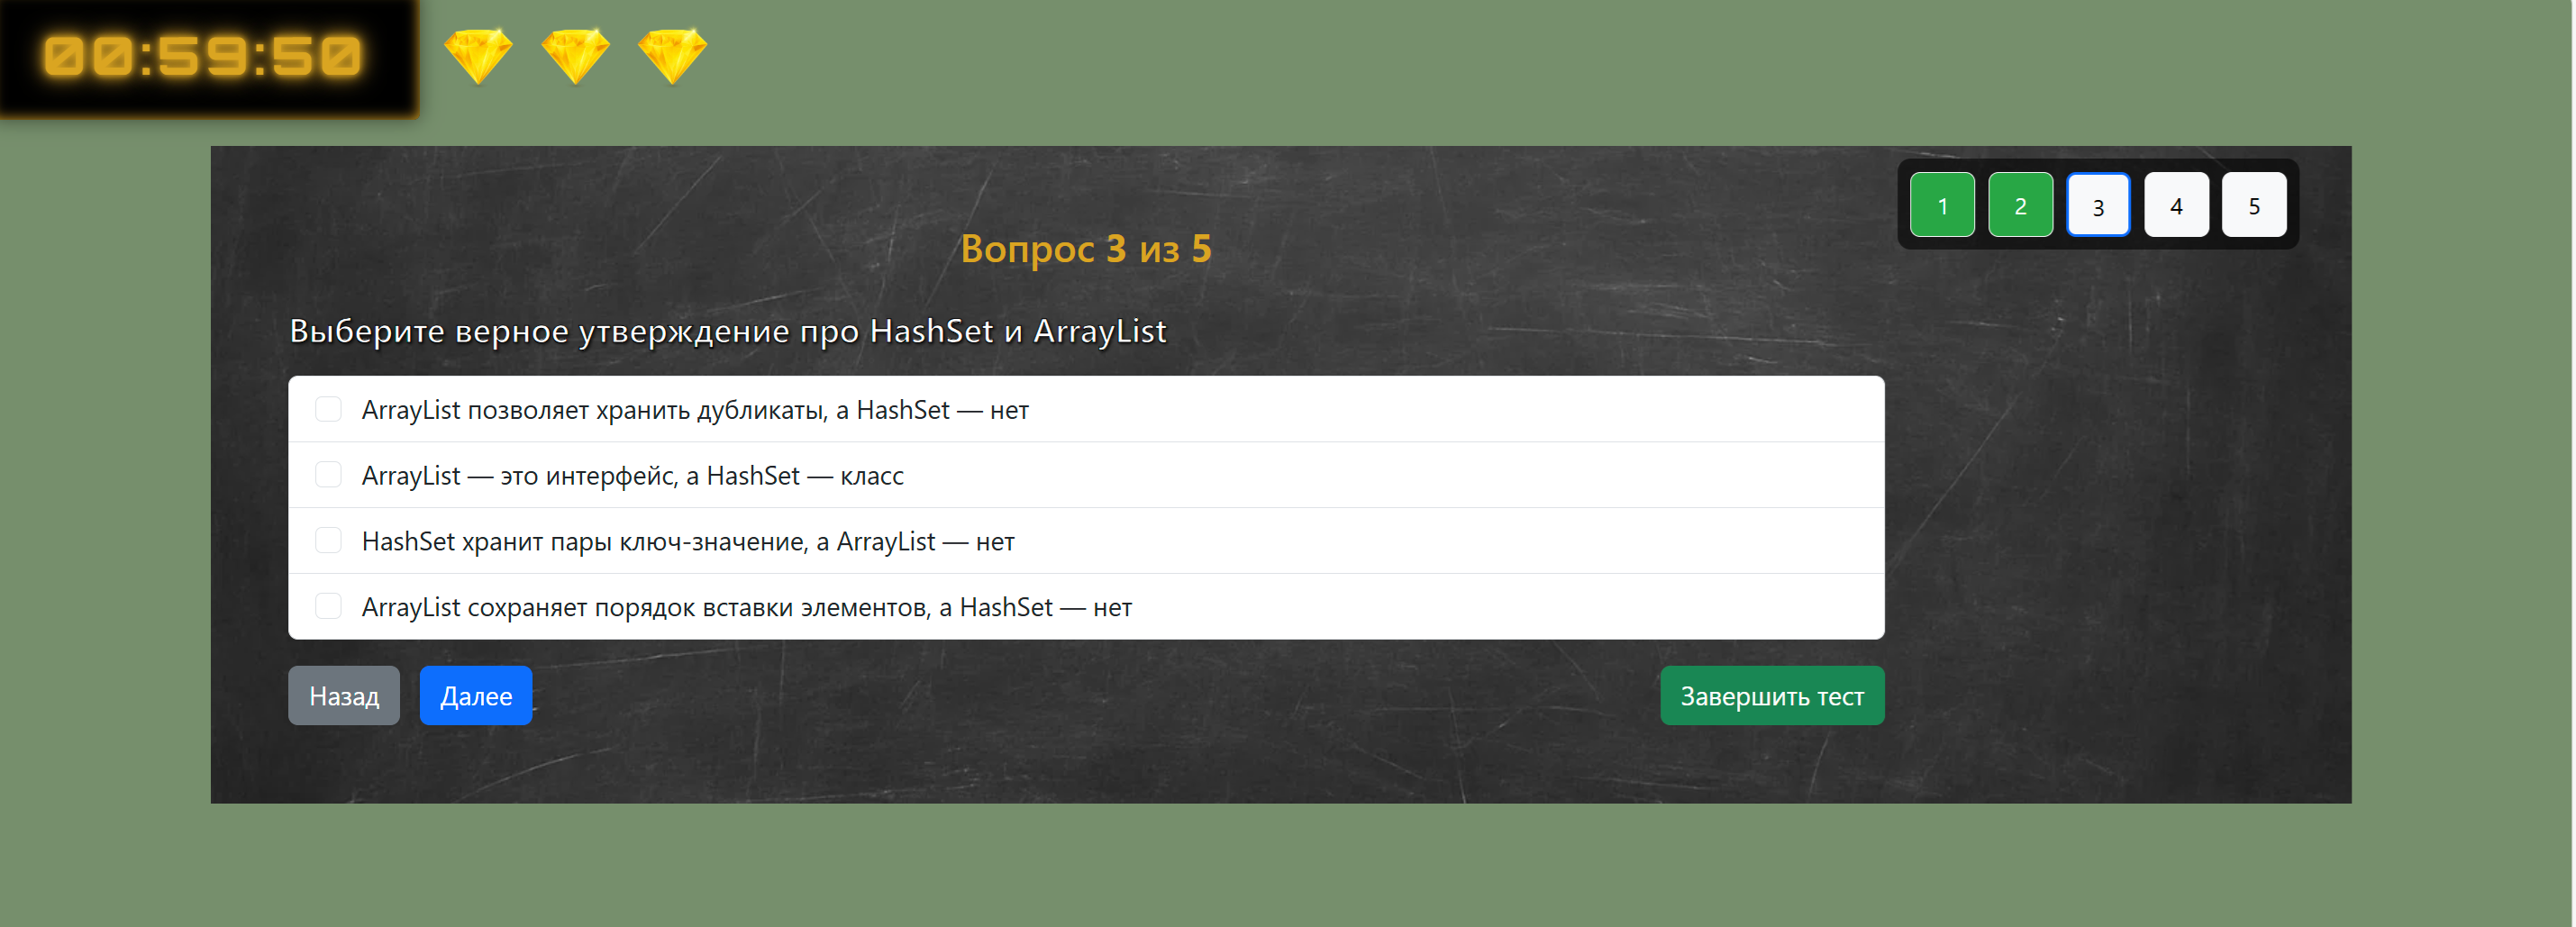 00:59:50
1 2 3 4 5
Вопрос 3 из 5
Выберите верное утверждение про HashSet и ArrayList
ArrayList позволяет хранить дубликаты, а HashSet — нет
ArrayList — это интерфейс, а HashSet — класс
HashSet хранит пары ключ-значение, а ArrayList — нет
ArrayList сохраняет порядок вставки элементов, а HashSet — нет
Назад Далее Завершить тест